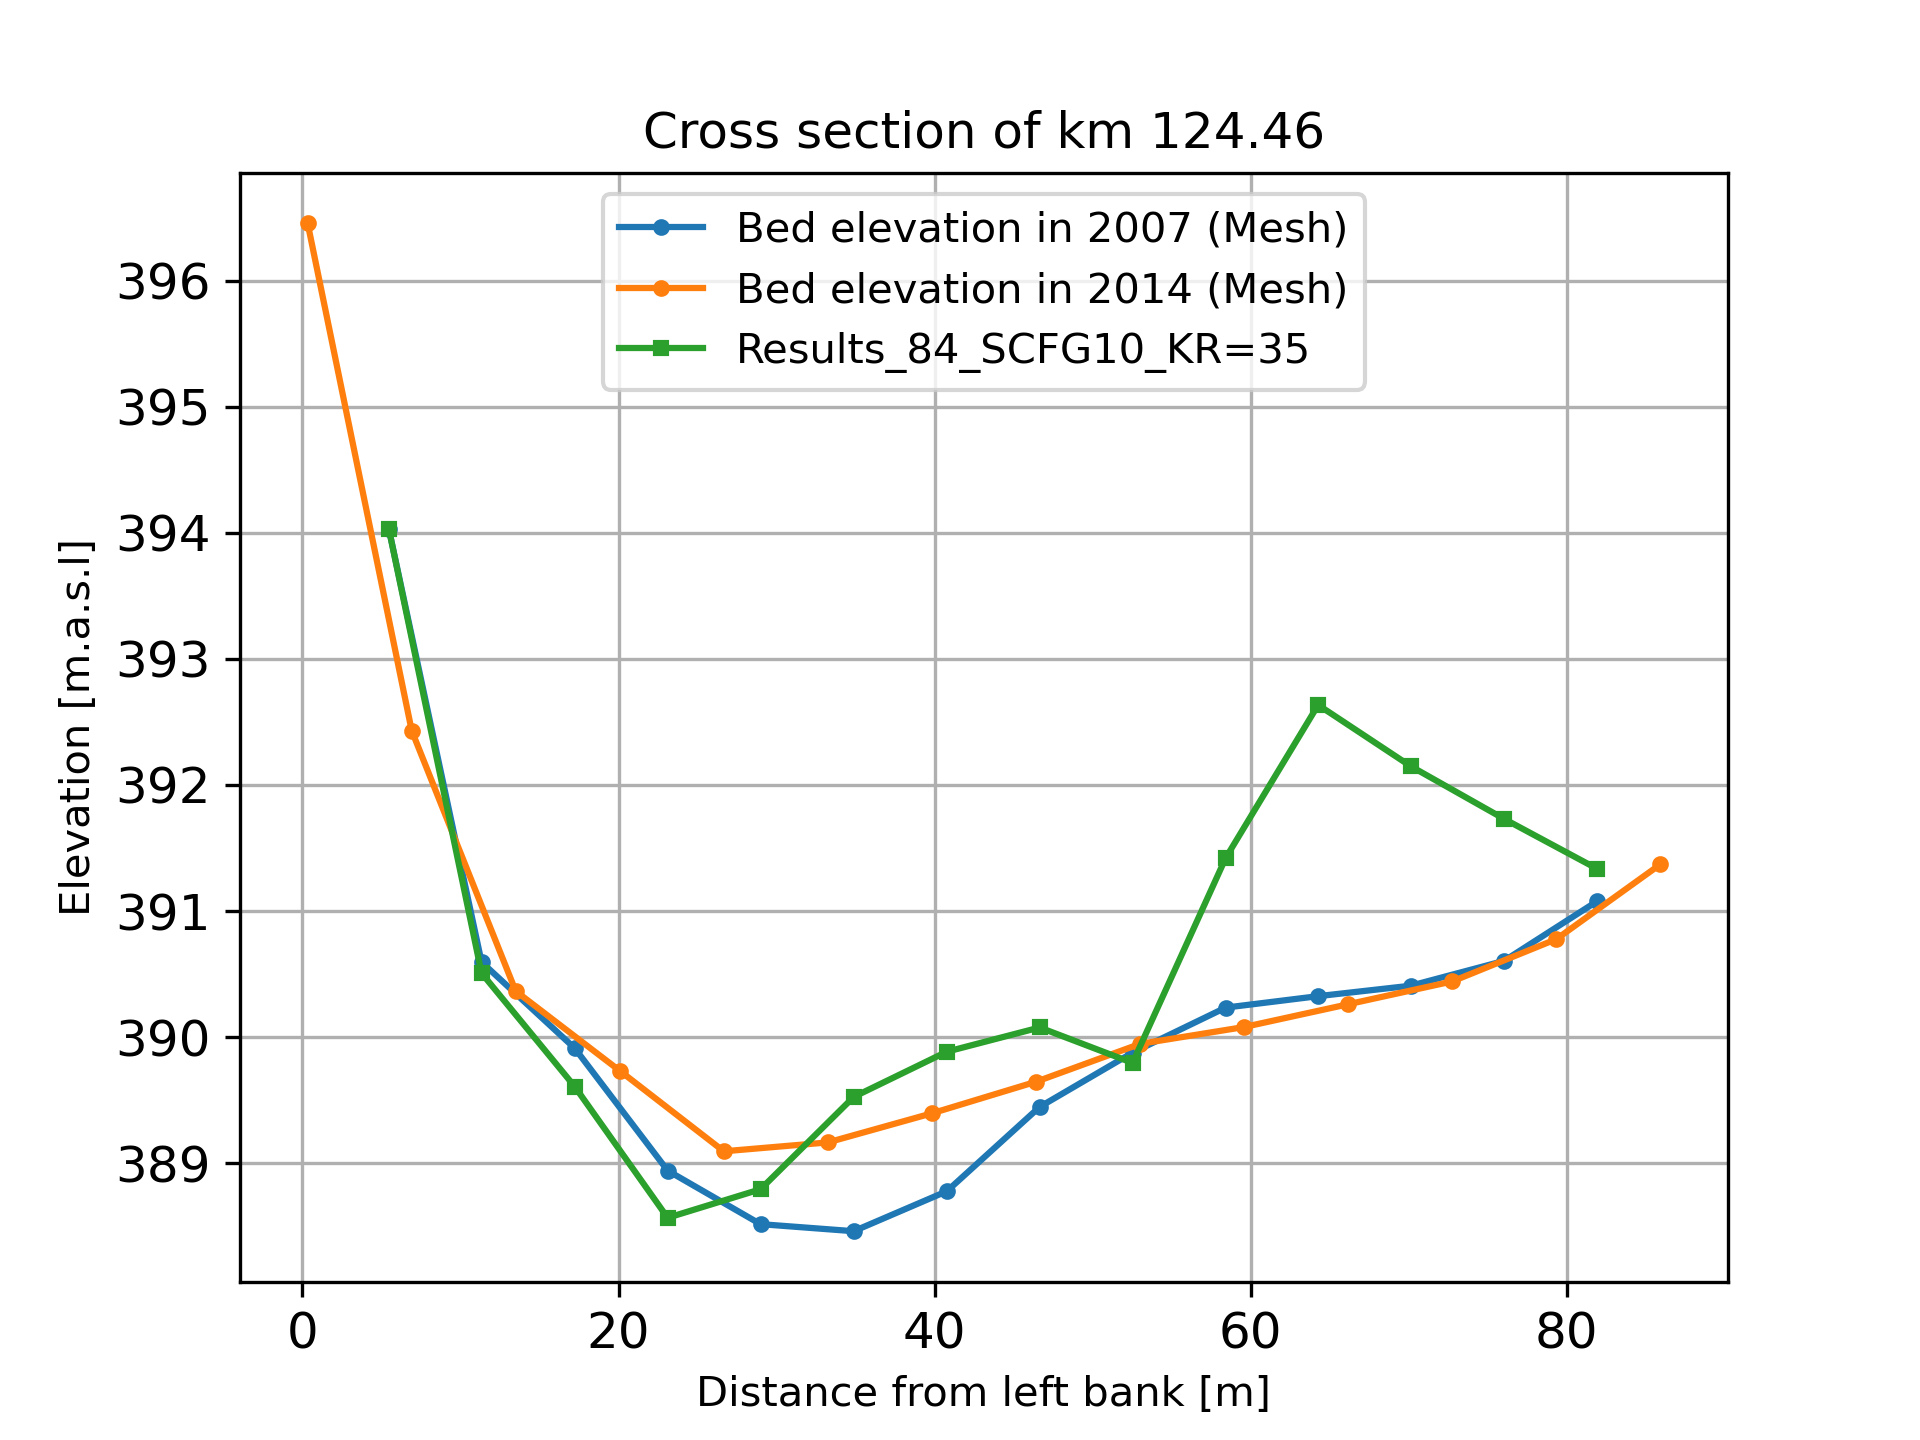 Cross section of km 124.46
Bed elevation in 2007 (Mesh)
Bed elevation in 2014 (Mesh)
Results_84_SCFG10_KR=35
Elevation [m.a.s.l]
396
395
394
393
392
391
390
389
0 20 40 60 80
Distance from left bank [m]